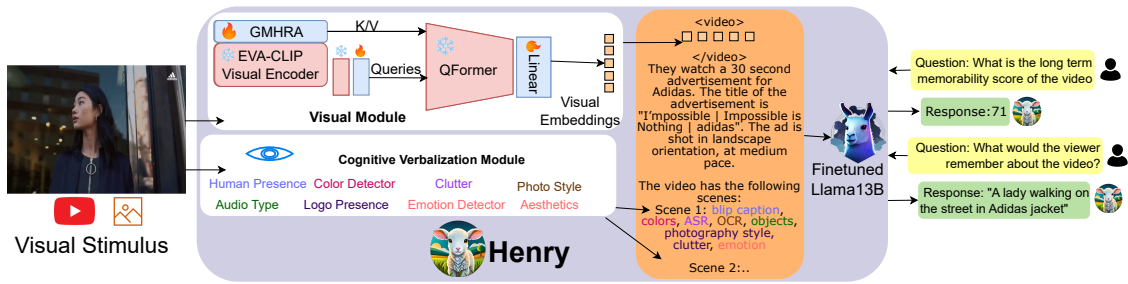 Visual Stimulus
GMHRA
EVA-CLIP
Visual Encoder
K/V
Queries
QFormer
Linear
Visual
Embeddings
Visual Module
Cognitive Verbalization Module
Human Presence
Color Detector
Clutter
Photo Style
Audio Type
Logo Presence
Emotion Detector
Aesthetics
Henry
<video>
</video>
They watch a 30 second
advertisement for
Adidas. The title of the
advertisement is
"I'mpossible | Impossible is
Nothing | adidas". The ad is
shot in landscape
orientation, at medium
pace.
The video has the following
scenes:
Scene 1: blip caption,
colors, ASR, OCR, objects,
photography style,
clutter, emotion
Scene 2:..
Finetuned
Llama13B
Question: What is the long term
memorability score of the video
Response:71
Question: What would the viewer
remember about the video?
Response: "A lady walking on
the street in Adidas jacket"